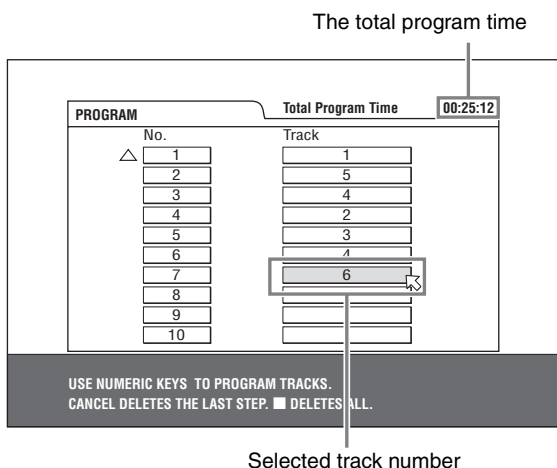 The total program time
PROGRAM Total Program Time 00:25:12
No. Track
1 1
2 5
3 4
4 2
5 3
6 4
7 6
8
9
10
USE NUMERIC KEYS TO PROGRAM TRACKS.
CANCEL DELETES THE LAST STEP. ■ DELETES ALL.
Selected track number